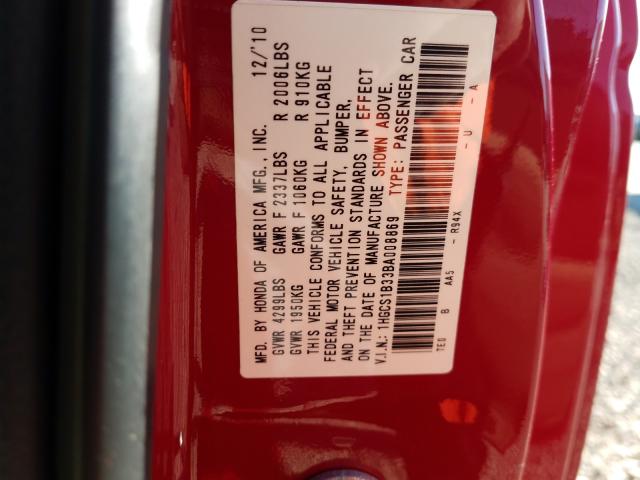 MFD. BY HONDA OF AMERICA MFG., INC. 12/'10
GVWR 4299LBS GAWR F 2337LBS R 2006LBS
GVWR 1950KG GAWR F 1060KG R 910KG
THIS VEHICLE CONFORMS TO ALL APPLICABLE
FEDERAL MOTOR VEHICLE SAFETY, BUMPER,
AND THEFT PREVENTION STANDARDS IN EFFECT
ON THE DATE OF MANUFACTURE SHOWN ABOVE.
V.I.N.: 1HGCS1B33BA008869 TYPE: PASSENGER CAR
TE0 B AA5 - R94X - U - A